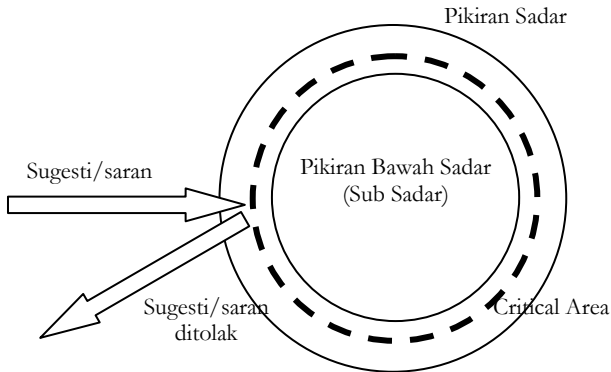 Pikiran Sadar
Sugesti/saran
Pikiran Bawah Sadar
(Sub Sadar)
Sugesti/saran
ditolak
Critical Area